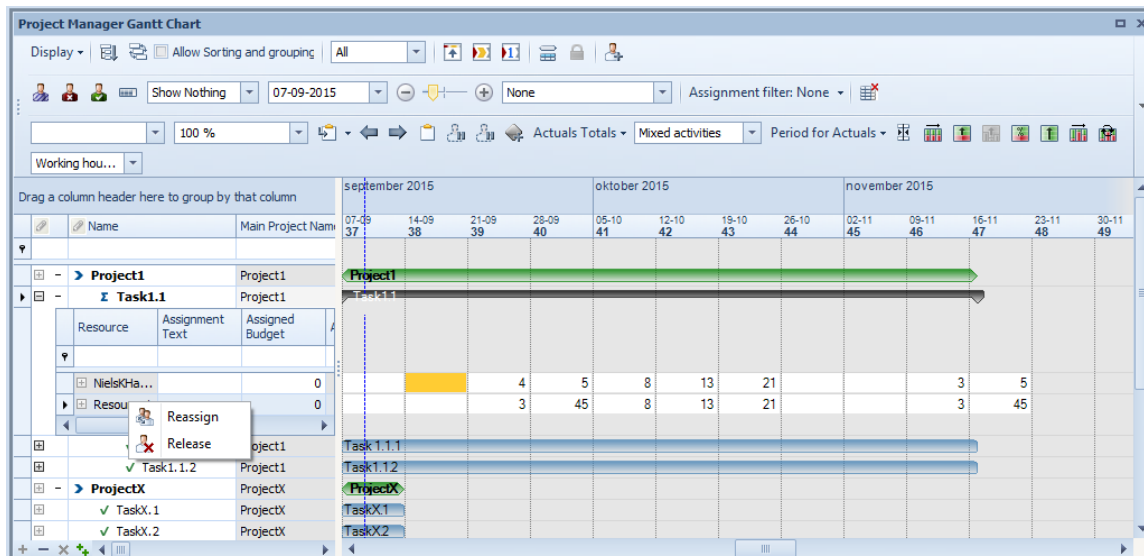 Project Manager Gantt Chart
Display Allow Sorting and grouping All
Show Nothing 07-09-2015 None Assignment filter: None
100 % Actuals Totals Mixed activities Period for Actuals
Working hou...
Drag a column header here to group by that column
september 2015 oktober 2015 november 2015
Name Main Project Name
07-09 14-09 21-09 28-09 05-10 12-10 19-10 26-10 02-11 09-11 16-11 23-11 30-11
37 38 39 40 41 42 43 44 45 46 47 48 49
Project1 Project1 Project1
Σ Task1.1 Project1 Task1.1
Resource Assignment Text Assigned Budget
NielsKHa... 0 4 5 8 13 21 3 5
0 3 45 8 13 21 3 45
Reassign
Release
Task 1.1.1
Task1.1.2 Project1 Task1.1.2
ProjectX ProjectX ProjectX
TaskX.1 ProjectX TaskX.1
TaskX.2 ProjectX TaskX.2